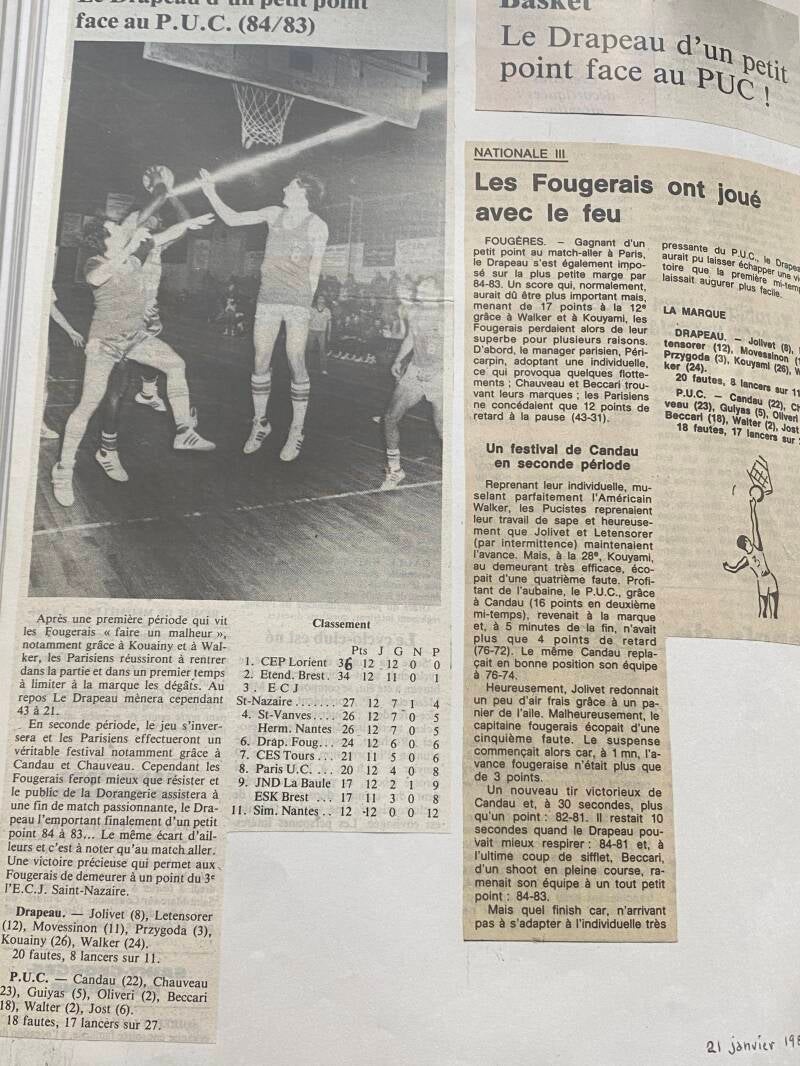 Le Drapeau d'un petit point
face au P.U.C. (84/83)
Après une première période qui vit
les Fougerais « faire un malheur »,
notamment grâce à Kouainy et à Wal-
ker, les Parisiens réussiront à rentrer
dans la partie et dans un premier temps
à limiter à la marque les dégâts. Au
repos Le Drapeau mènera cependant
43 à 21.
En seconde période, le jeu s'inver-
sera et les Parisiens effectueront un
véritable festival notamment grâce à
Candau et Chauveau. Cependant les
Fougerais feront mieux que résister et
le public de la Dorangerie assistera à
une fin de match passionnante, le Dra-
peau l'emportant finalement d'un petit
point 84 à 83... Le même écart d'ail-
leurs et c'est à noter qu'au match aller.
Une victoire précieuse qui permet aux
Fougerais de demeurer à un point du 3e
l'E.C.J. Saint-Nazaire.
Drapeau. — Jolivet (8), Letensorer
(12), Movessinon (11), Przygoda (3),
Kouainy (26), Walker (24).
20 fautes, 8 lancers sur 11.
P.U.C. — Candau (22), Chauveau
23), Guiyas (5), Oliveri (2), Beccari
18), Walter (2), Jost (6).
18 fautes, 17 lancers sur 27.
Classement
Pts J G N P
1. CEP Lorient 36 12 12 0 0
2. Etend. Brest. 34 12 11 0 1
3. E C J
St-Nazaire.... 27 12 7 1 4
4. St-Vanves.... 26 12 7 0 5
Herm. Nantes 26 12 7 0 5
6. Drap. Foug... 24 12 6 0 6
7. CES Tours... 21 11 5 0 6
8. Paris U.C. ... 20 12 4 0 8
9. JND La Baule 17 12 2 1 9
ESK Brest ... 17 11 3 0 8
11. Sim. Nantes .. 12 12 0 0 12
Basket
Le Drapeau d'un petit
point face au PUC !
NATIONALE III
Les Fougerais ont joué
avec le feu
FOUGÈRES. – Gagnant d'un
petit point au match-aller à Paris,
le Drapeau s'est également impo-
sé sur la plus petite marge par
84-83. Un score qui, normalement,
aurait dû être plus important mais,
menant de 17 points à la 12e
grâce à Walker et à Kouyami, les
Fougerais perdaient alors de leur
superbe pour plusieurs raisons.
D'abord, le manager parisien, Péri-
carpin, adoptant une individuelle,
ce qui provoqua quelques flotte-
ments ; Chauveau et Beccari trou-
vant leurs marques ; les Parisiens
ne concédaient que 12 points de
retard à la pause (43-31).
Un festival de Candau
en seconde période
Reprenant leur individuelle, mu-
selant parfaitement l'Américain
Walker, les Pucistes reprenaient
leur travail de sape et heureuse-
ment que Jolivet et Letensorer
(par intermittence) maintenaient
l'avance. Mais, à la 28e, Kouyami,
au demeurant très efficace, éco-
pait d'une quatrième faute. Profi-
tant de l'aubaine, le P.U.C., grâce
à Candau (16 points en deuxième
mi-temps), revenait à la marque
et, à 5 minutes de la fin, n'avait
plus que 4 points de retard
(76-72). Le même Candau repla-
çait en bonne position son équipe
à 76-74.
Heureusement, Jolivet redonnait
un peu d'air frais grâce à un pa-
nier de l'aile. Malheureusement, le
capitaine fougerais écopait d'une
cinquième faute. Le suspense
commençait alors car, à 1 mn, l'a-
vance fougeraise n'était plus que
de 3 points.
Un nouveau tir victorieux de
Candau et, à 30 secondes, plus
qu'un point : 82-81. Il restait 10
secondes quand le Drapeau pou-
vait mieux respirer : 84-81 et, à
l'ultime coup de sifflet, Beccari,
d'un shoot en pleine course, ra-
menait son équipe à un tout petit
point : 84-83.
Mais quel finish car, n'arrivant
pas à s'adapter à l'individuelle très
pressante du P.U.C., le Drapea
aurait pu laisser échapper une vi
toire que la première mi-temp
laissait augurer plus facile.
LA MARQUE
DRAPEAU. – Jolivet (8),
tensorer (12), Movessinon
Przygoda (3), Kouyami (26), W
ker (24).
20 fautes, 8 lancers sur 11
P.U.C. – Candau (22), Ch
veau (23), Guiyas (5), Oliveri
Beccari (18), Walter (2), Jost
18 fautes, 17 lancers sur
21 janvier 198